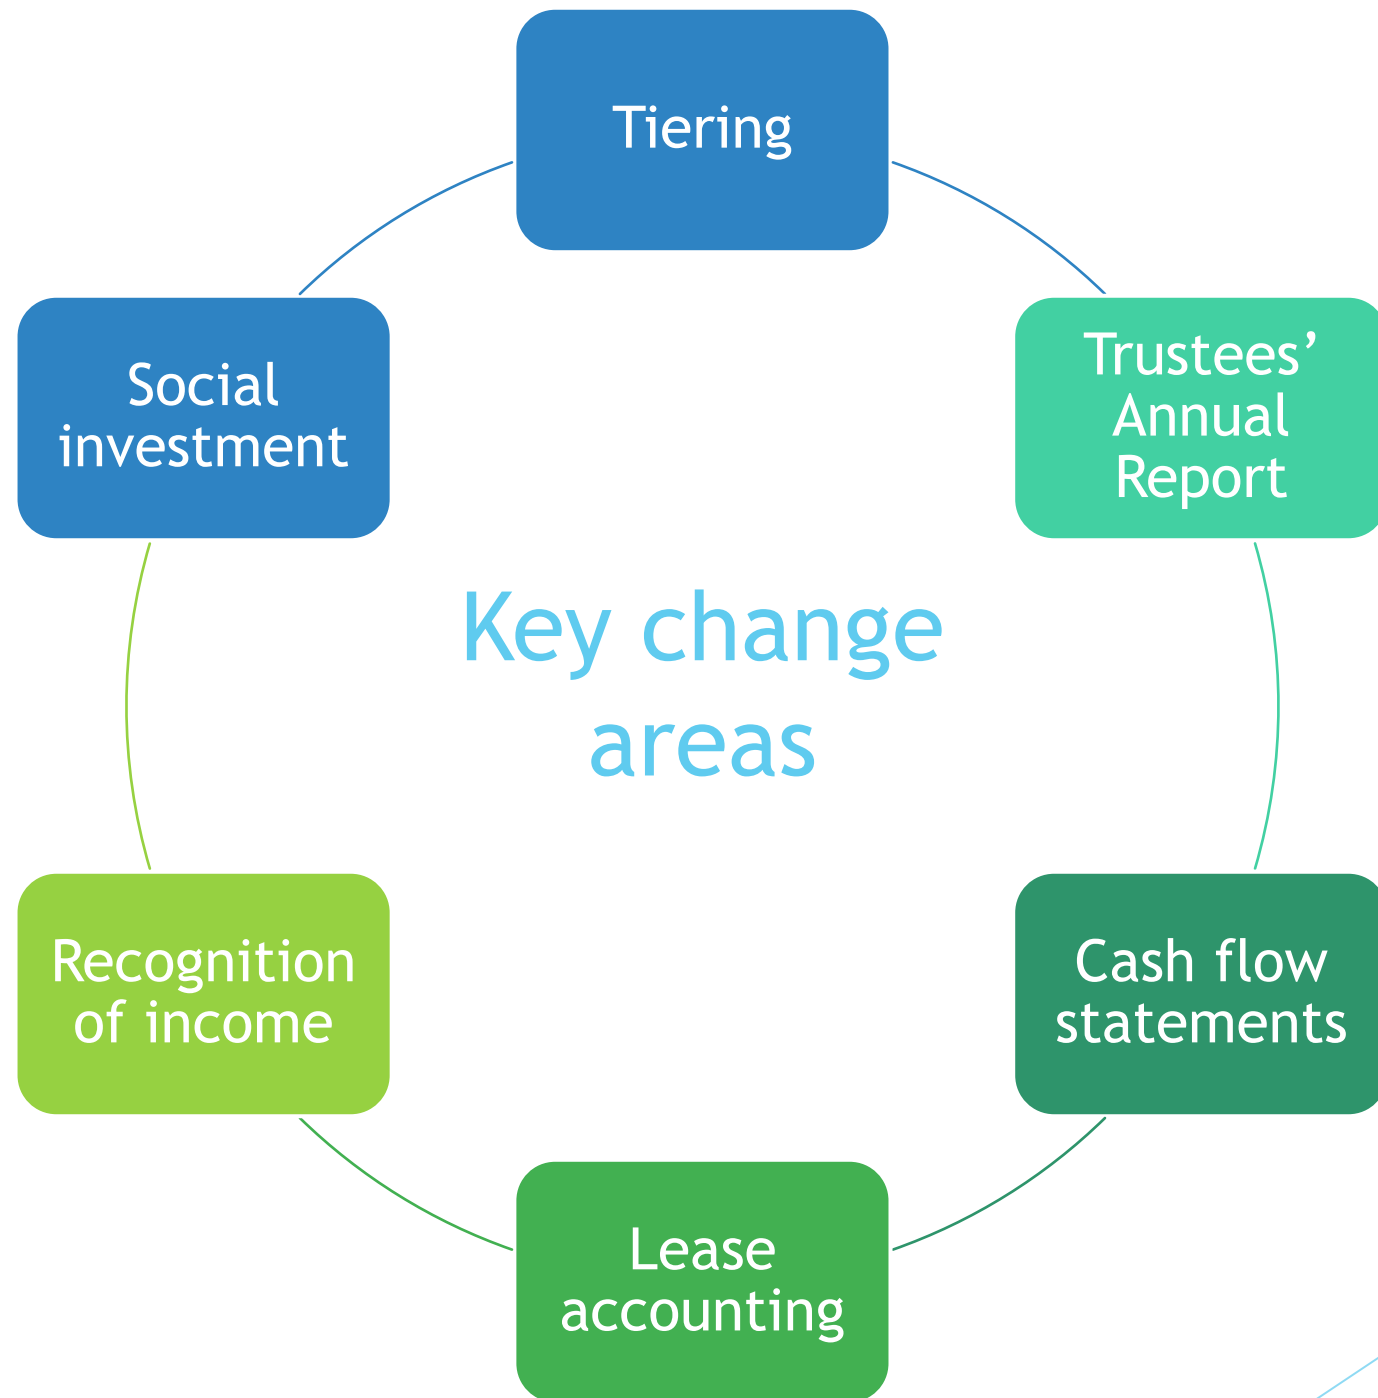 Tiering
Trustees’
Annual
Report
Cash flow
statements
Lease
accounting
Recognition
of income
Social
investment
Key change
areas